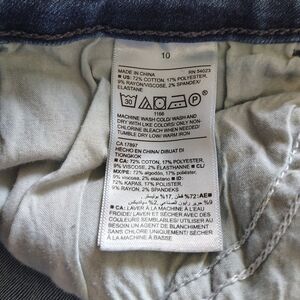 10
MADE IN CHINA RN 54023
■ US: 72% COTTON, 17% POLYESTER,
9% RAYON/VISCOSE, 2% SPANDEX/
ELASTANE
30
P
1166
MACHINE WASH COLD/ WASH AND
DRY WITH LIKE COLORS/ ONLY NON-
CHLORINE BLEACH WHEN NEEDED/
TUMBLE DRY LOW/ WARM IRON
CA 17897
HECHO EN CHINA/ DIBUAT DI
TIONGKOK
■ CA: 72% COTON, 17% POLYESTER,
9% VISCOSE, 2% ÉLASTHANNE ■ CL/
MX/PE: 72% algodón, 17% poliéster,
9% viscosa, 2% elastano ■ ID:
72% KAPAS, 17% POLIESTER,
9% RAYON, 2% SPANDEKS
■ CA: LAVER À LA MACHINE À L'EAU
FROIDE/ LAVER ET SÉCHER AVEC
DES COULEURS SEMBLABLES/ UTILISER AU
BESOIN UN AGENT DE BLANCHIMENT
SANS CHLORE UNIQUEMENT/ SÉCHER
À LA MACHINE À BASSE